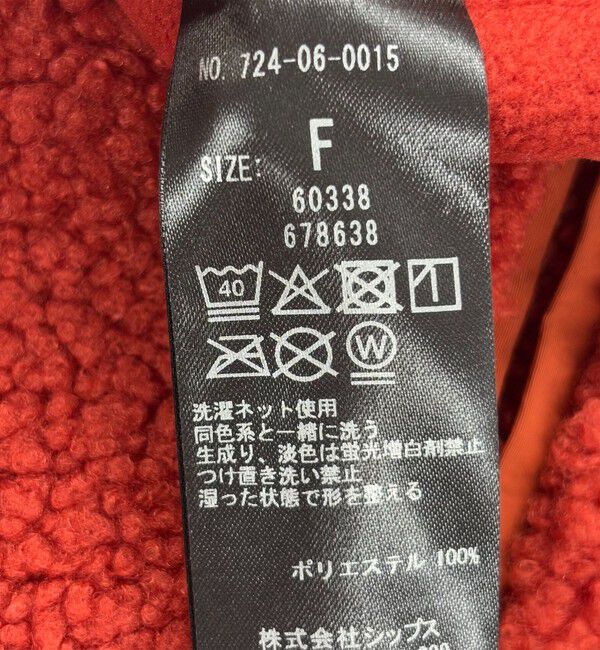 NO. 724-06-0015
SIZE: F
60338
678638
40
W
洗濯ネット使用
同色系と一緒に洗う
生成り、淡色は蛍光増白剤禁止
つけ置き洗い禁止
湿った状態で形を整える
ポリエステル 100%
株式会社シップス